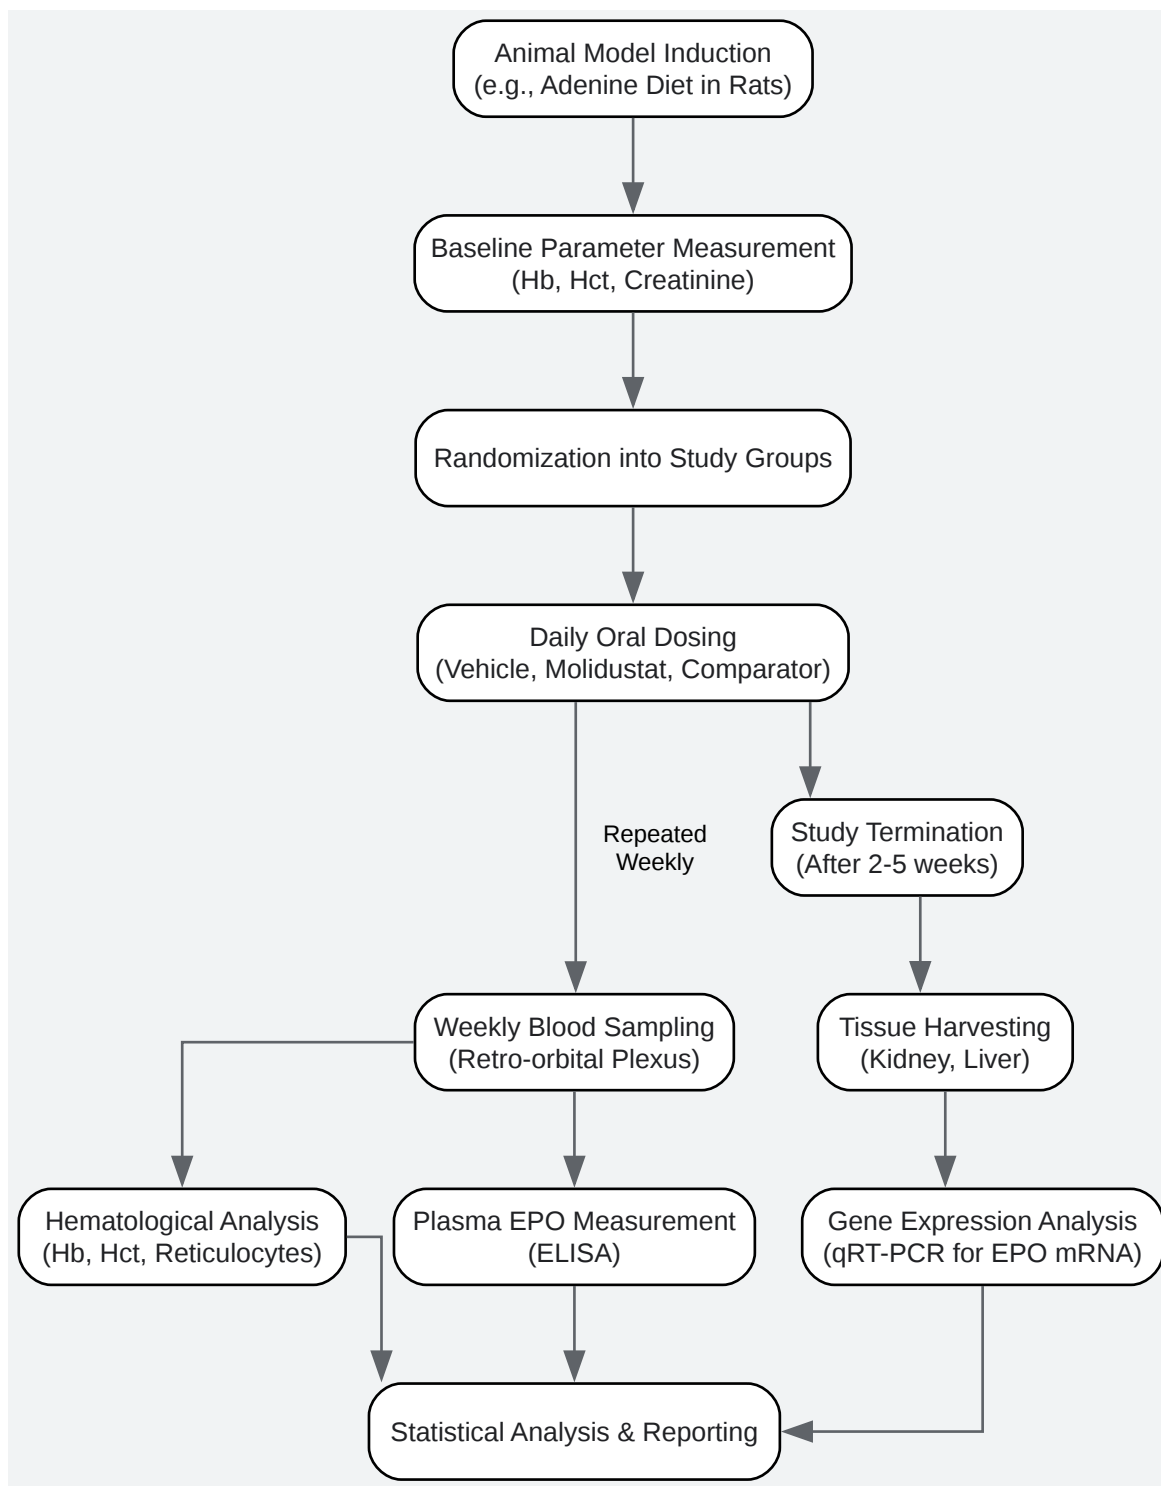 Animal Model Induction
(e.g., Adenine Diet in Rats)
Baseline Parameter Measurement
(Hb, Hct, Creatinine)
Randomization into Study Groups
Daily Oral Dosing
(Vehicle, Molidustat, Comparator)
Repeated
Weekly
Study Termination
(After 2-5 weeks)
Weekly Blood Sampling
(Retro-orbital Plexus)
Tissue Harvesting
(Kidney, Liver)
Hematological Analysis
(Hb, Hct, Reticulocytes)
Plasma EPO Measurement
(ELISA)
Gene Expression Analysis
(qRT-PCR for EPO mRNA)
Statistical Analysis & Reporting